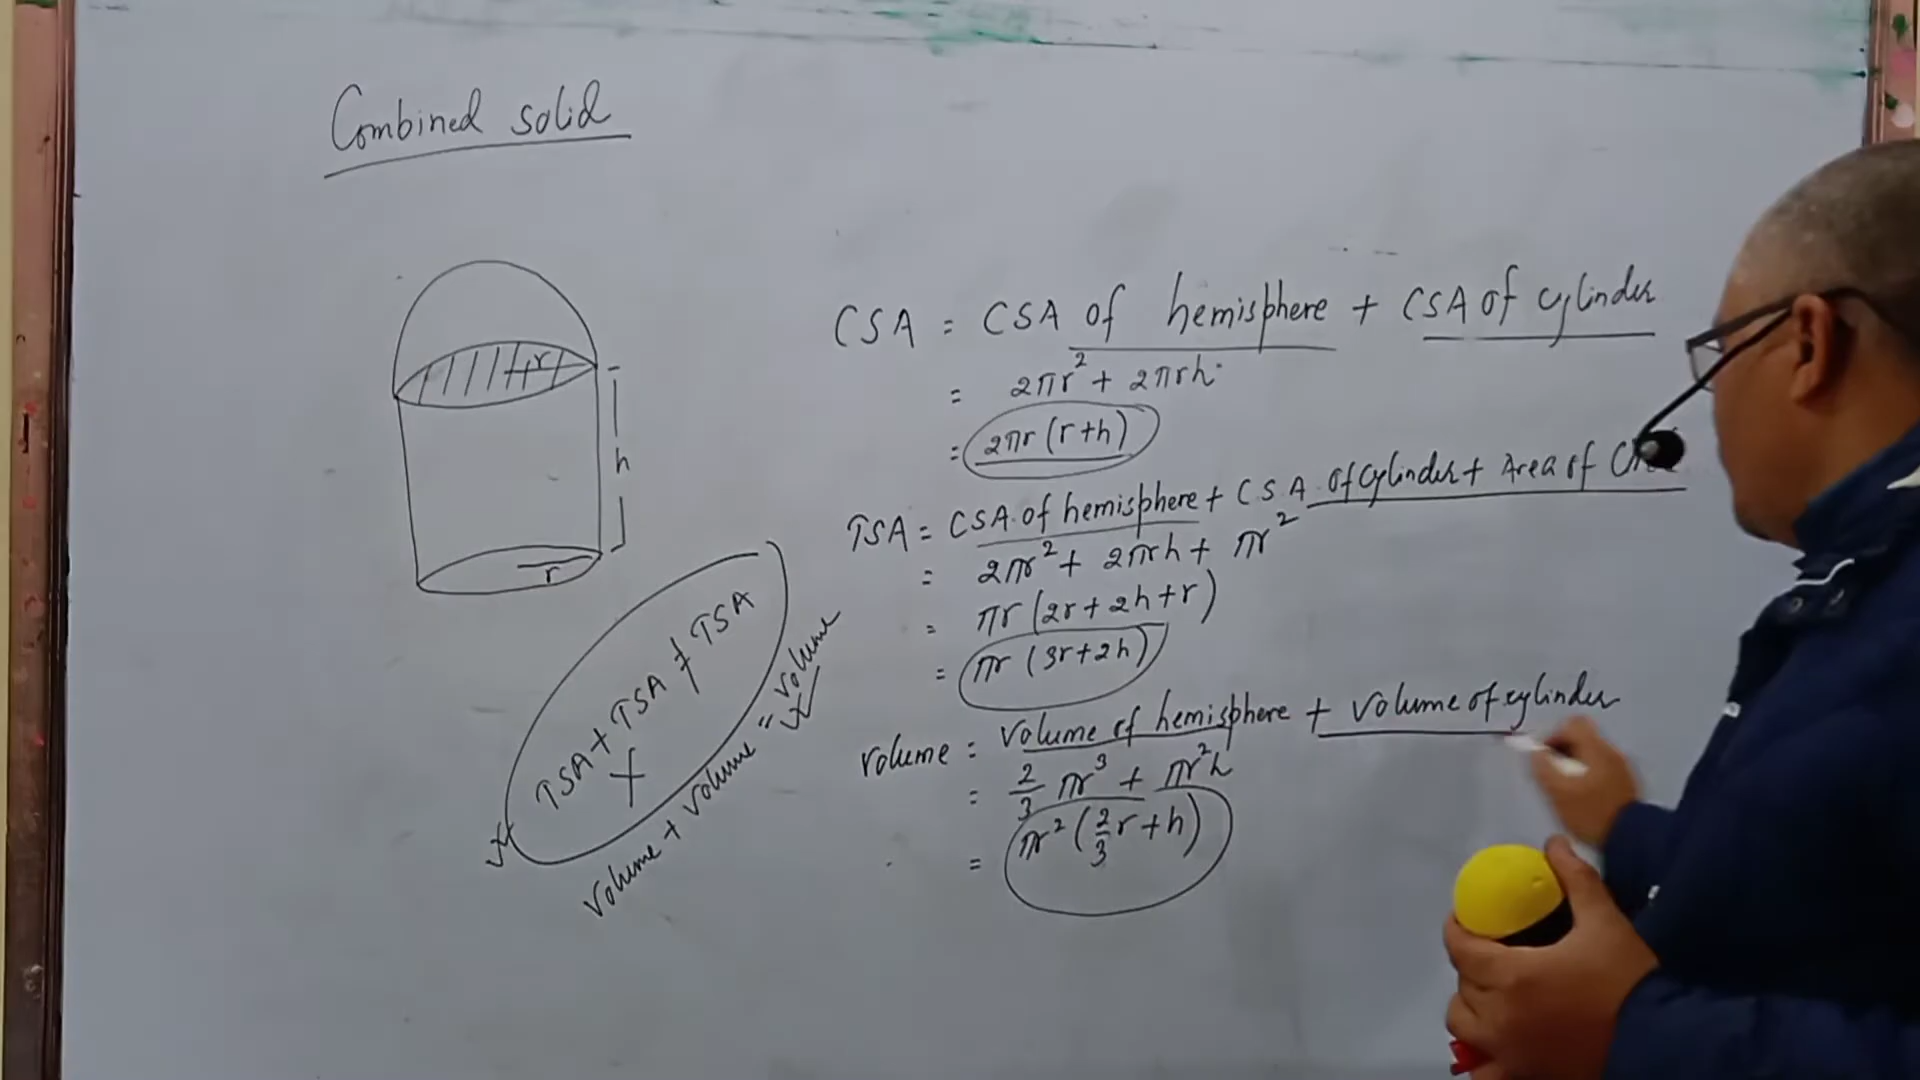 Combined solid
r
h
r
CSA = CSA of hemisphere + CSA of cylinder
= 2πr² + 2πrh
= 2πr (r+h)
TSA = CSA of hemisphere + CSA of cylinder + Area of
= 2πr² + 2πrh + πr²
= πr (2r+2h+r)
= πr (3r+2h)
volume = volume of hemisphere + volume of cylinder
= 2/3 πr³ + πr²h
= πr² (2/3 r+h)
TSA + TSA ≠ TSA
volume + volume = volume